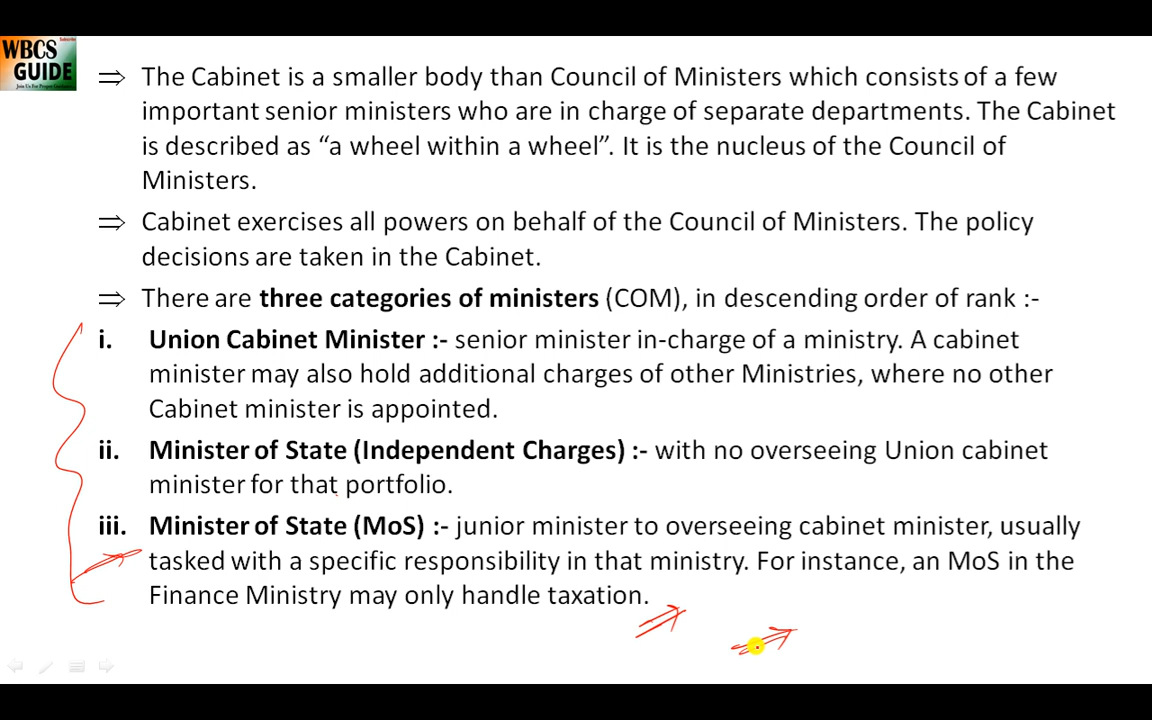 Subscribe
WBCS
GUIDE
Join Us For Proper Guidance
⇒ The Cabinet is a smaller body than Council of Ministers which consists of a few
important senior ministers who are in charge of separate departments. The Cabinet
is described as “a wheel within a wheel”. It is the nucleus of the Council of
Ministers.
⇒ Cabinet exercises all powers on behalf of the Council of Ministers. The policy
decisions are taken in the Cabinet.
⇒ There are three categories of ministers (COM), in descending order of rank :-
i. Union Cabinet Minister :- senior minister in-charge of a ministry. A cabinet
minister may also hold additional charges of other Ministries, where no other
Cabinet minister is appointed.
ii. Minister of State (Independent Charges) :- with no overseeing Union cabinet
minister for that portfolio.
iii. Minister of State (MoS) :- junior minister to overseeing cabinet minister, usually
tasked with a specific responsibility in that ministry. For instance, an MoS in the
Finance Ministry may only handle taxation.